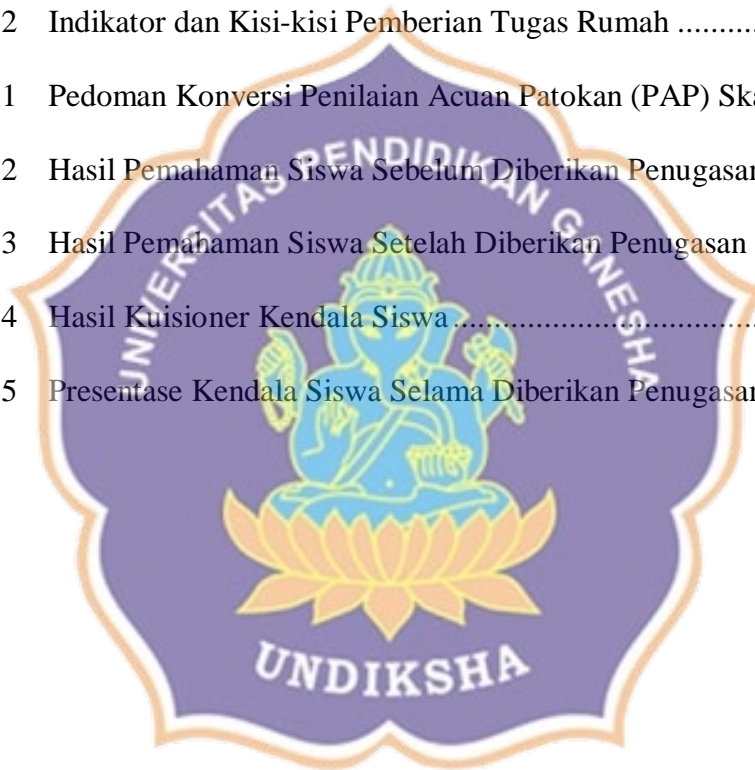 2 Indikator dan Kisi-kisi Pemberian Tugas Rumah ...........
1 Pedoman Konversi Penilaian Acuan Patokan (PAP) Ska
2 Hasil Pemahaman Siswa Sebelum Diberikan Penugasan
3 Hasil Pemahaman Siswa Setelah Diberikan Penugasan
4 Hasil Kuisioner Kendala Siswa....................................
5 Presentase Kendala Siswa Selama Diberikan Penugasan
UNIVERSITAS PENDIDIKAN GANESHA
UNDIKSHA